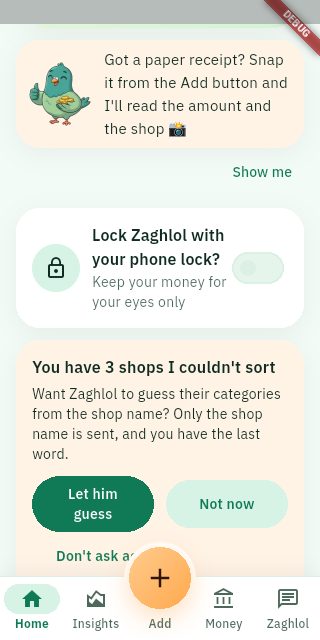 DEBUG
Got a paper receipt? Snap
it from the Add button and
I'll read the amount and
the shop 📸
Show me
Lock Zaghlol with
your phone lock?
Keep your money for
your eyes only
You have 3 shops I couldn't sort
Want Zaghlol to guess their categories
from the shop name? Only the shop
name is sent, and you have the last
word.
Let him
guess
Not now
Don't ask
Home
Insights
Add
Money
Zaghlol